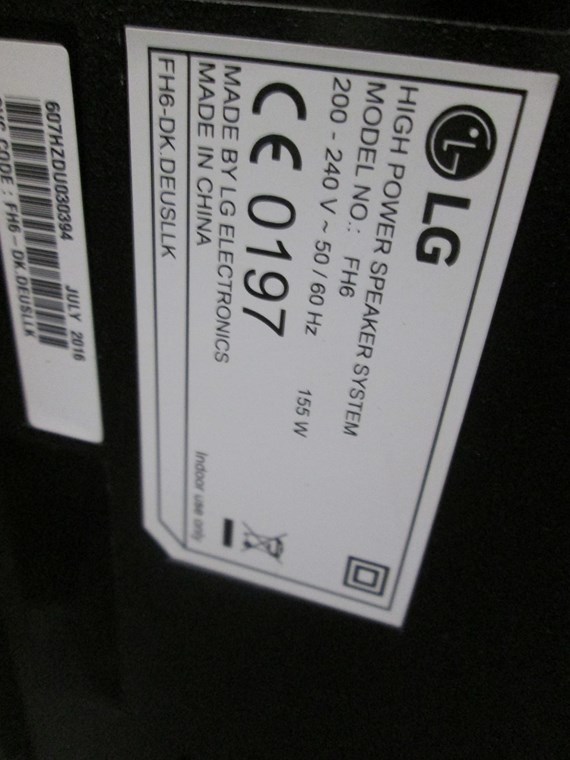 LG
HIGH POWER SPEAKER SYSTEM
MODEL NO.: FH6
200 - 240 V ~ 50 / 60 Hz 155 W
CE 0197
MADE BY LG ELECTRONICS
MADE IN CHINA
Indoor use only
FH6-DK.DEUSLLK
607HZDU030394 JULY 2016
CODE : FH6 - DK.DEUSLLK